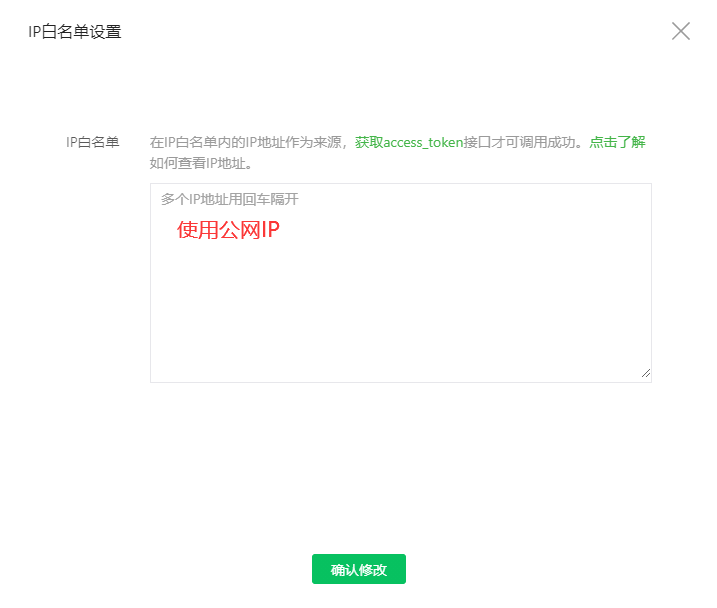 IP白名单设置
IP白名单
在IP白名单内的IP地址作为来源，获取access_token接口才可调用成功。点击了解
如何查看IP地址。
多个IP地址用回车隔开
使用公网IP
确认修改